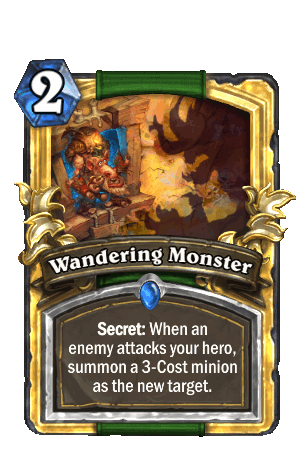 2
Wandering Monster
Secret: When an
enemy attacks your hero,
summon a 3-Cost minion
as the new target.